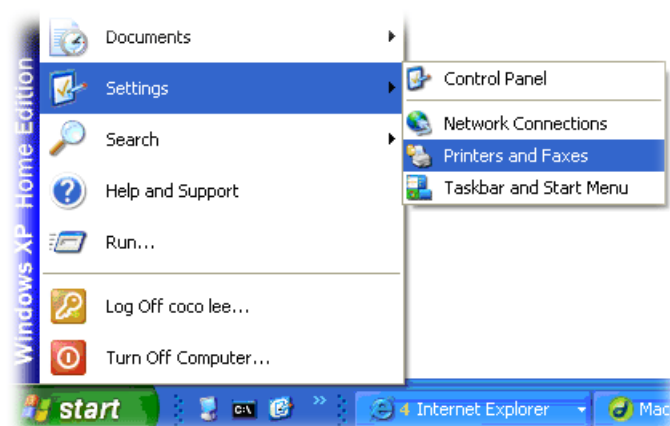 Documents
Settings
Search
Help and Support
Run...
Log Off coco lee...
Turn Off Computer...
Windows XP Home Edition
Control Panel
Network Connections
Printers and Faxes
Taskbar and Start Menu
start
C:\
4 Internet Explorer
Mac